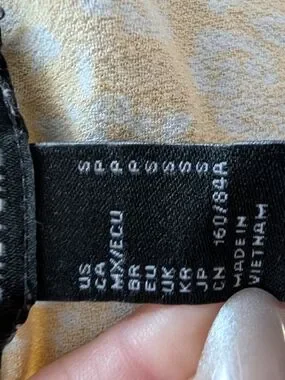 US S
CA P
MX/ECU P
BR P
EU S
UK S
KR S
JP S
CN 160/84A
MADE IN
VIETNAM